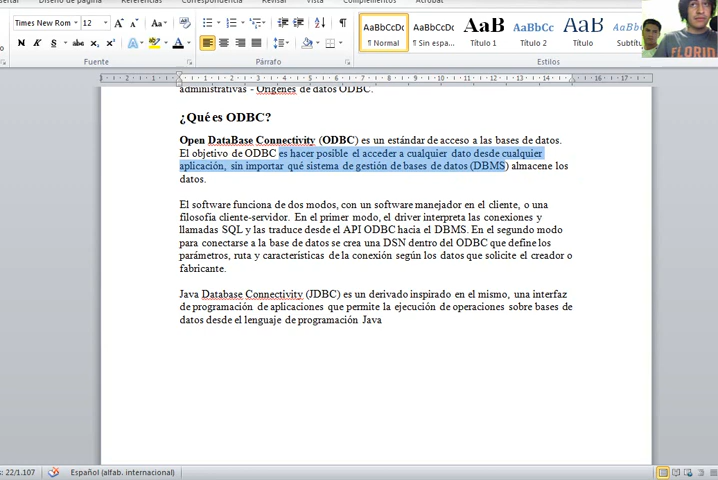 Times New Rom
12
AaBbCcDc
AaBbCcDc
AaB
AaBbCc
AaB
AaBbCc
¶ Normal
¶ Sin espa...
Título 1
Título 2
Título
Fuente
Párrafo
Estilos
FLORID
administrativas - Orígenes de datos ODBC.
¿Qué es ODBC?
Open DataBase Connectivity (ODBC) es un estándar de acceso a las bases de datos.
El objetivo de ODBC es hacer posible el acceder a cualquier dato desde cualquier
aplicación, sin importar qué sistema de gestión de bases de datos (DBMS) almacene los
datos.
El software funciona de dos modos, con un software manejador en el cliente, o una
filosofía cliente-servidor. En el primer modo, el driver interpreta las conexiones y
llamadas SQL y las traduce desde el API ODBC hacia el DBMS. En el segundo modo
para conectarse a la base de datos se crea una DSN dentro del ODBC que define los
parámetros, ruta y características de la conexión según los datos que solicite el creador o
fabricante.
Java Database Connectivity (JDBC) es un derivado inspirado en el mismo, una interfaz
de programación de aplicaciones que permite la ejecución de operaciones sobre bases de
datos desde el lenguaje de programación Java
s: 22/1.107
Español (alfab. internacional)